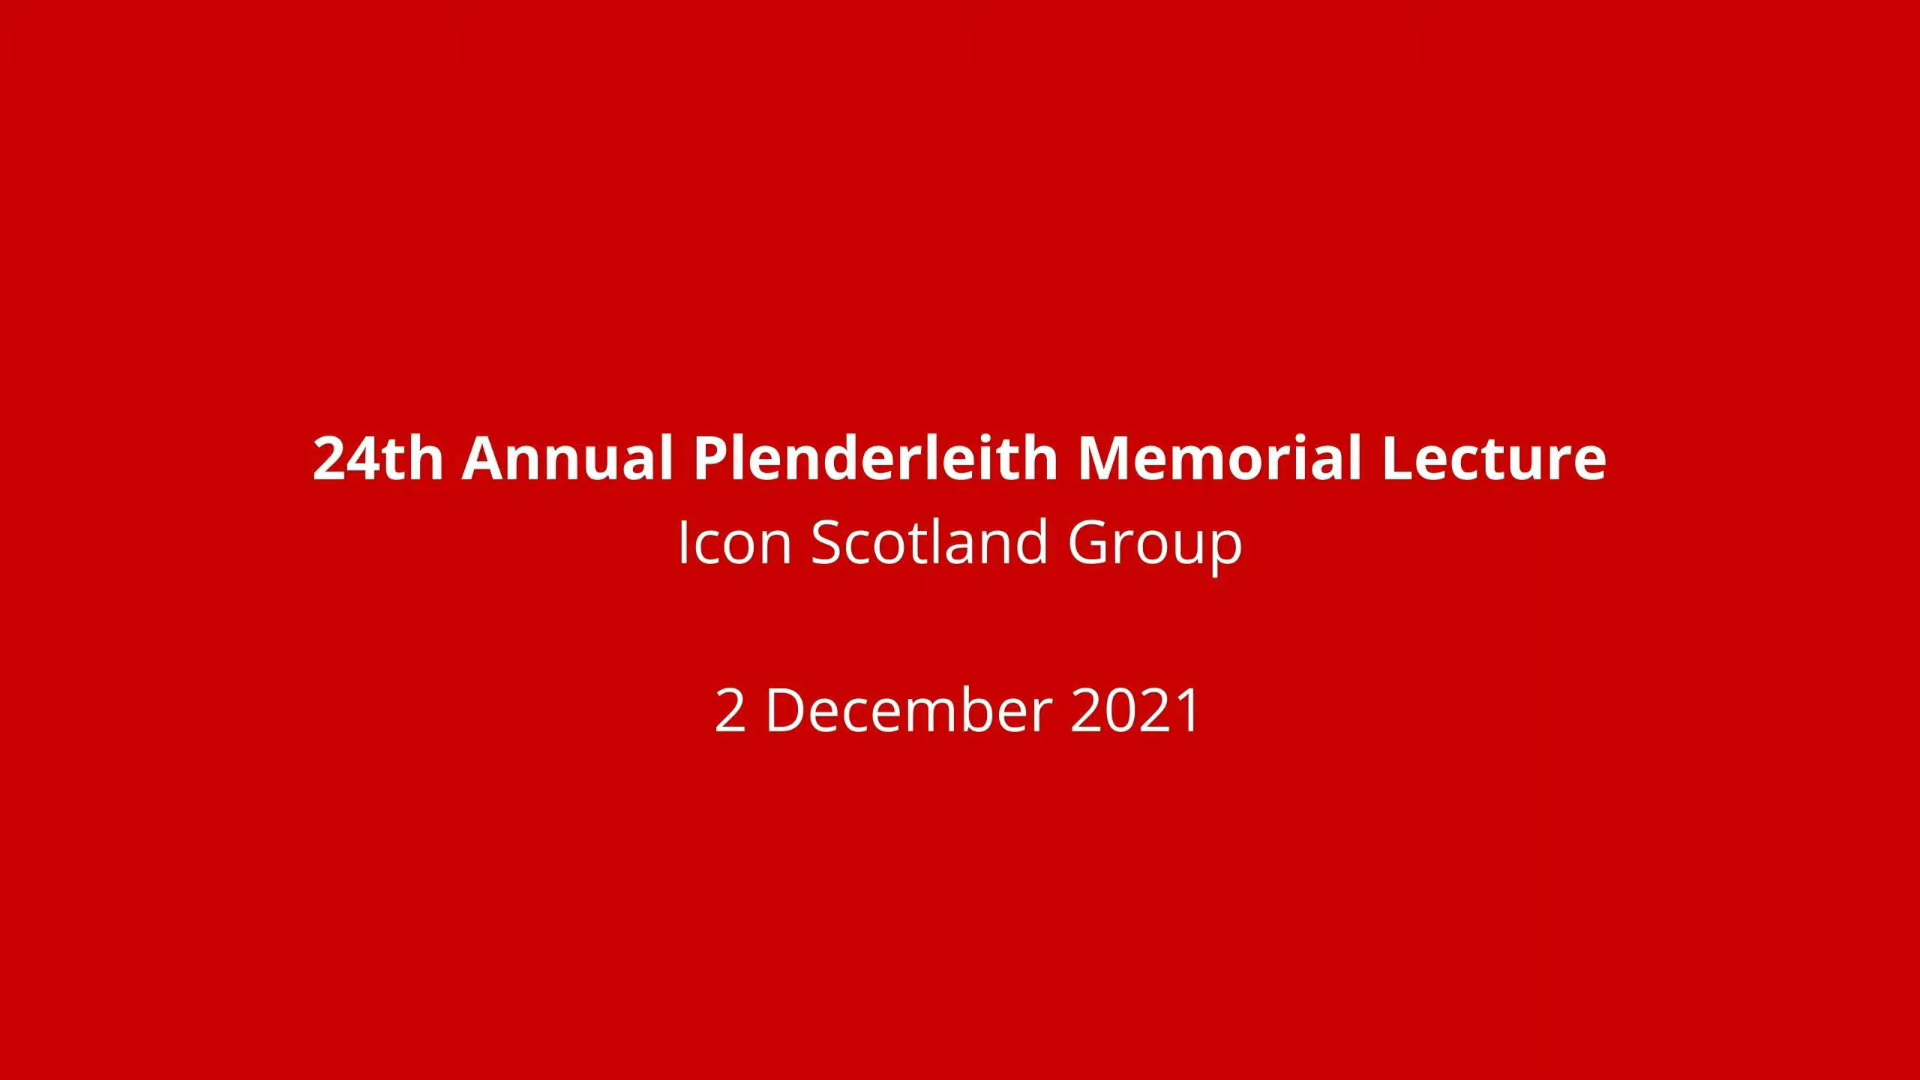 24th Annual Plenderleith Memorial Lecture
Icon Scotland Group
2 December 2021